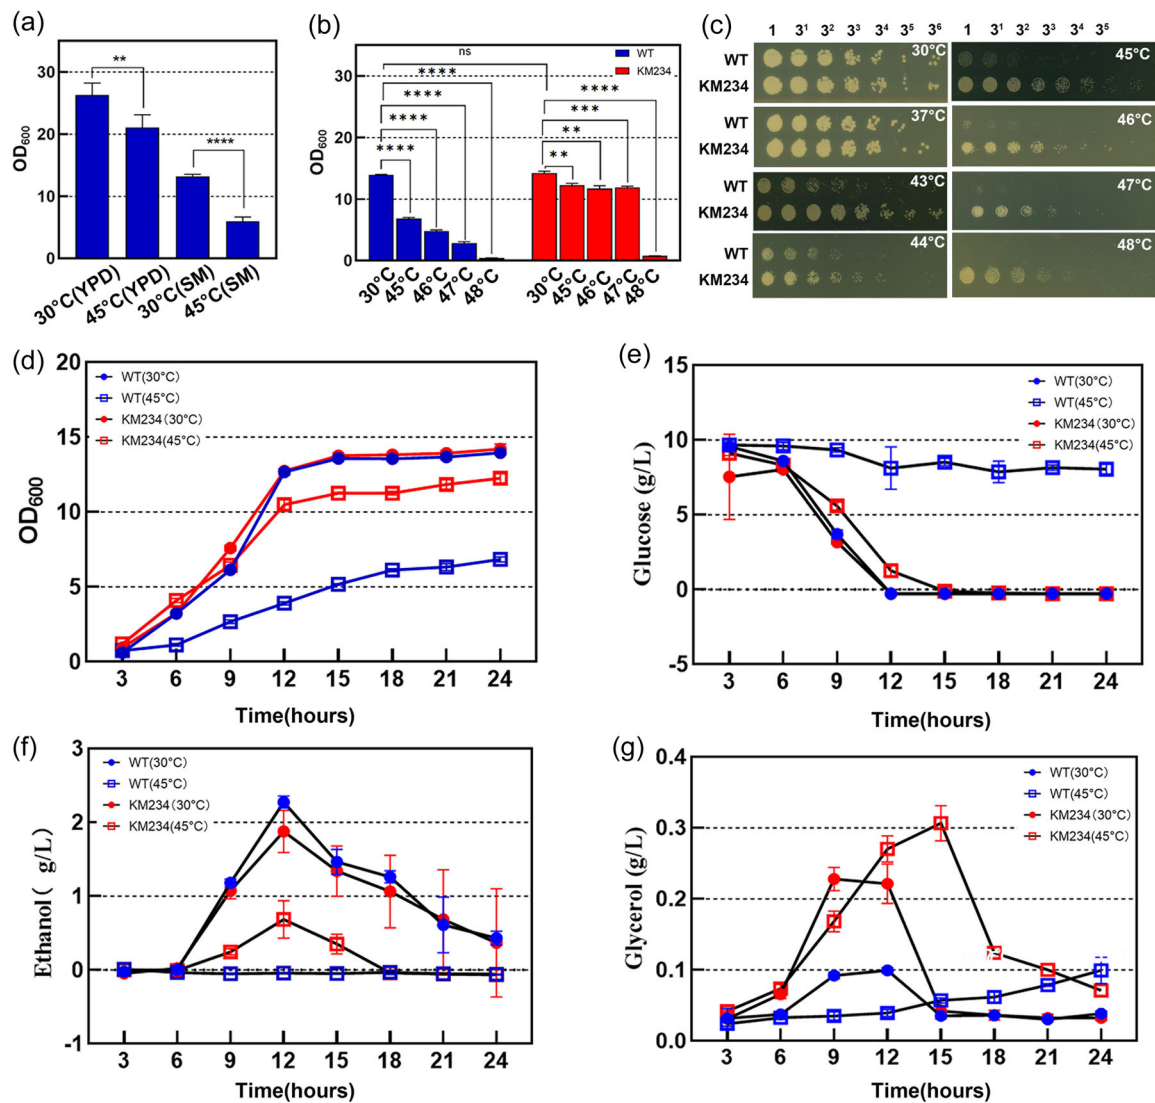 (a)
**
****
30
20
10
0
OD600
30°C(YPD)
45°C(YPD)
30°C(SM)
45°C(SM)
(b)
ns
WT
KM234
****
****
****
****
****
***
**
**
30
20
10
0
OD600
30°C
45°C
46°C
47°C
48°C
30°C
45°C
46°C
47°C
48°C
(c)
1 3¹ 3² 3³ 3⁴ 3⁵ 3⁶
1 3¹ 3² 3³ 3⁴ 3⁵
WT 30°C 45°C
KM234
WT 37°C 46°C
KM234
WT 43°C 47°C
KM234
WT 44°C 48°C
KM234
(d)
WT(30°C)
WT(45°C)
KM234(30°C)
KM234(45°C)
20
15
10
5
0
OD600
3 6 9 12 15 18 21 24
Time(hours)
(e)
WT(30°C)
WT(45°C)
KM234(30°C)
KM234(45°C)
15
10
5
0
-5
Glucose (g/L)
3 6 9 12 15 18 21 24
Time(hours)
(f)
WT(30°C)
WT(45°C)
KM234(30°C)
KM234(45°C)
3
2
1
0
-1
Ethanol ( g/L)
3 6 9 12 15 18 21 24
Time(hours)
(g)
WT(30°C)
WT(45°C)
KM234(30°C)
KM234(45°C)
0.4
0.3
0.2
0.1
0.0
Glycerol (g/L)
3 6 9 12 15 18 21 24
Time(hours)